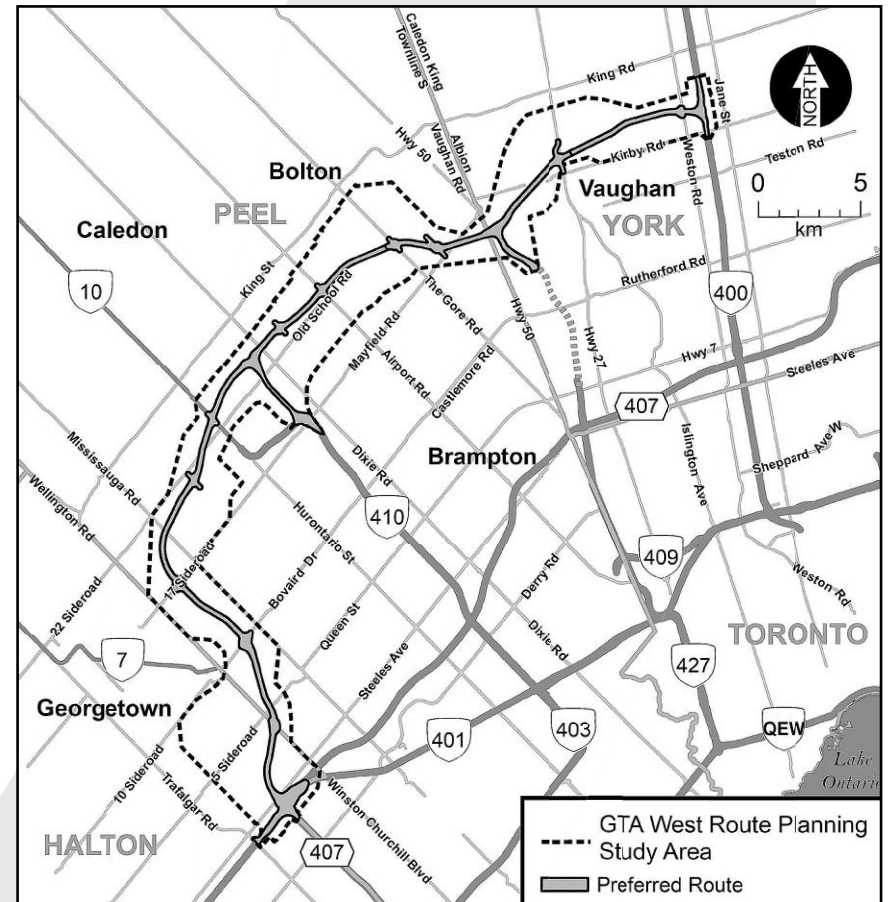 Caledon King
Townline S
King Rd
NORTH
Jane St
Hwy 50
Albion
Vaughan Rd
Kirby Rd
Weston Rd
Teston Rd
Bolton
Vaughan
0 5
km
PEEL
YORK
Caledon
King St
Old School Rd
The Gore Rd
Rutherford Rd
10
400
Mayfield Rd
Airport Rd
Hwy 50
Hwy 27
Castlemore Rd
Hwy 7
Steeles Ave
407
Mississauga Rd
Dixie Rd
Brampton
Islington Ave
Sheppard Ave W
Wellington Rd
Hurontario St
410
17 Sideroad
Bovaird Dr
409
22 Sideroad
Queen St
Derry Rd
Weston Rd
Steeles Ave
Dixie Rd
TORONTO
7
427
Georgetown
401
403
QEW
10 Sideroad
5 Sideroad
Lake
Ontario
Trafalgar Rd
Winston Churchill Blvd
HALTON
407
GTA West Route Planning
Study Area
Preferred Route